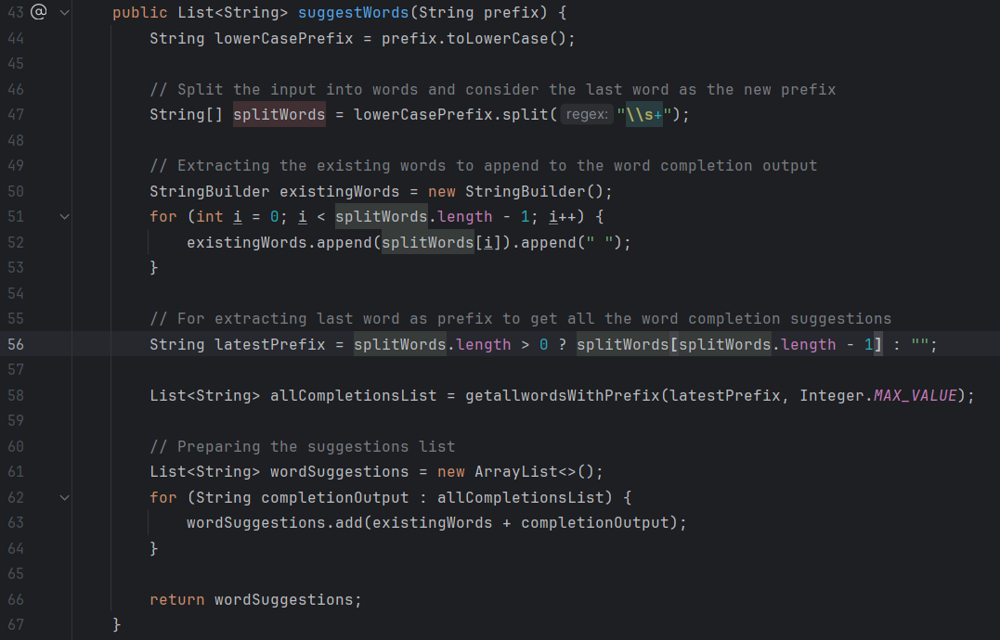 43 @ public List<String> suggestWords(String prefix) {
44 String lowerCasePrefix = prefix.toLowerCase();
45
46 // Split the input into words and consider the last word as the new prefix
47 String[] splitWords = lowerCasePrefix.split( regex: "\\s+");
48
49 // Extracting the existing words to append to the word completion output
50 StringBuilder existingWords = new StringBuilder();
51 for (int i = 0; i < splitWords.length - 1; i++) {
52 existingWords.append(splitWords[i]).append(" ");
53 }
54
55 // For extracting last word as prefix to get all the word completion suggestions
56 String latestPrefix = splitWords.length > 0 ? splitWords[splitWords.length - 1] : "";
57
58 List<String> allCompletionsList = getallwordsWithPrefix(latestPrefix, Integer.MAX_VALUE);
59
60 // Preparing the suggestions list
61 List<String> wordSuggestions = new ArrayList<>();
62 for (String completionOutput : allCompletionsList) {
63 wordSuggestions.add(existingWords + completionOutput);
64 }
65
66 return wordSuggestions;
67 }